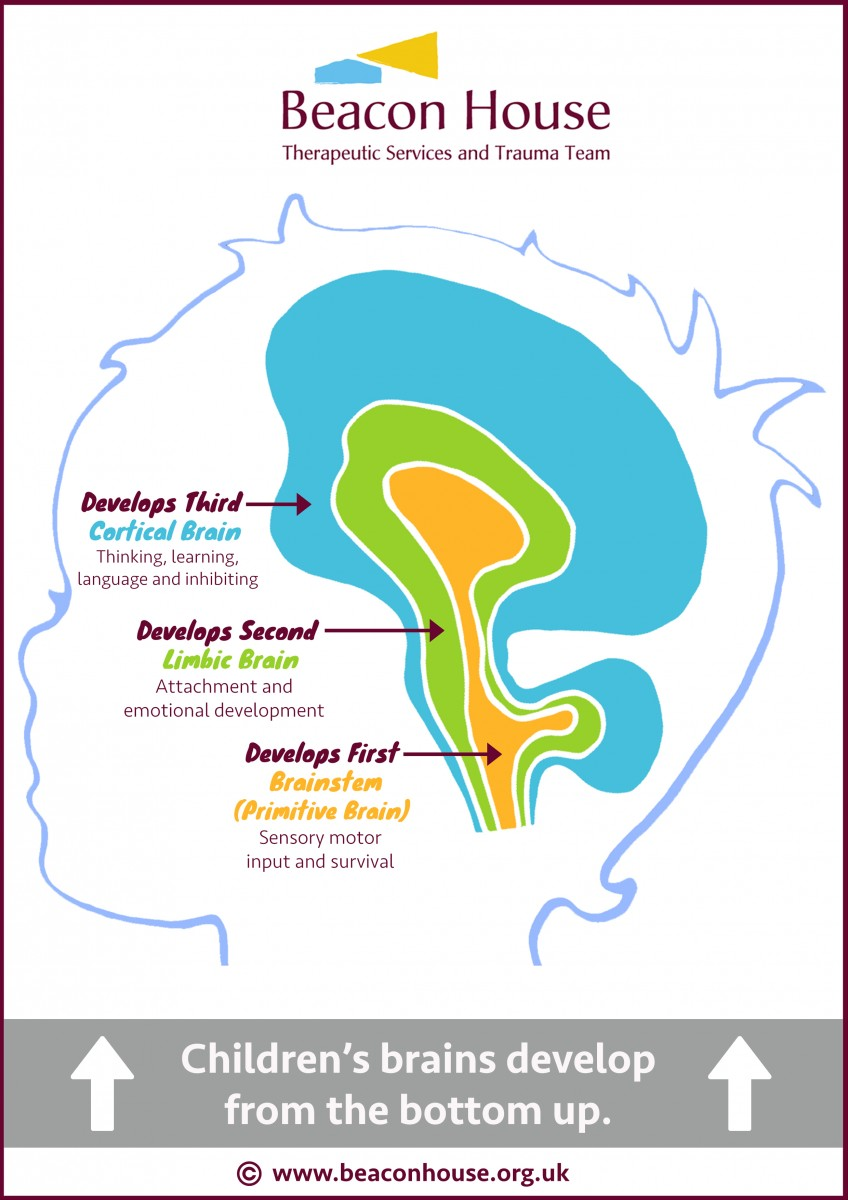 Beacon House
Therapeutic Services and Trauma Team
Develops Third
Cortical Brain
Thinking, learning,
language and inhibiting
Develops Second
Limbic Brain
Attachment and
emotional development
Develops First
Brainstem
(Primitive Brain)
Sensory motor
input and survival
Children’s brains develop
from the bottom up.
© www.beaconhouse.org.uk